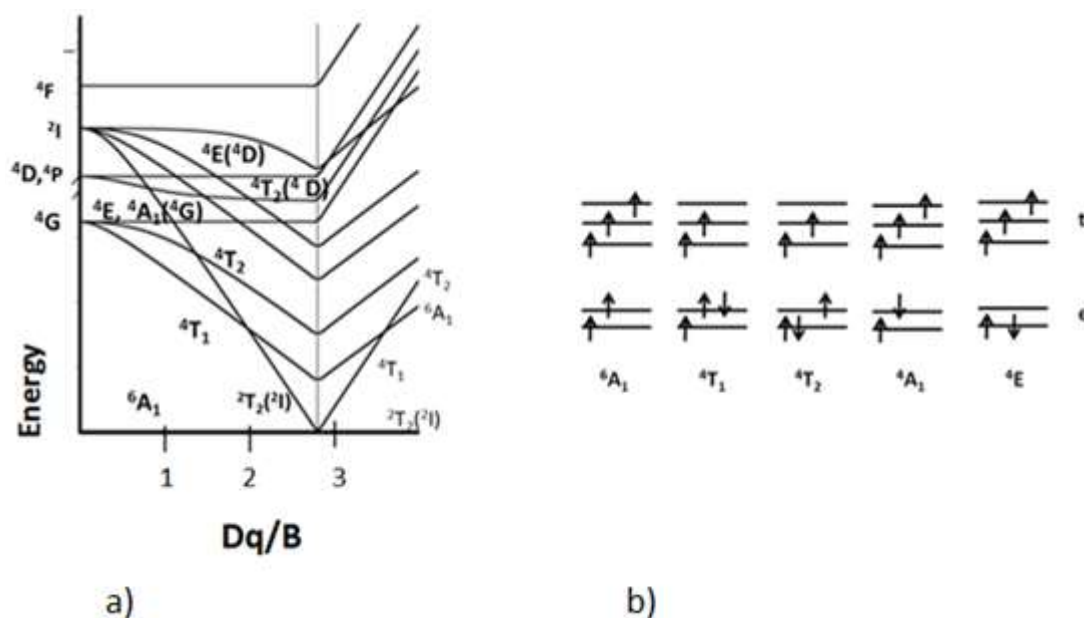 ⁴F
²I
⁴E(⁴D)
⁴D,⁴P
⁴T₂(⁴D)
⁴E, ⁴A₁(⁴G)
⁴G
⁴T₂
⁴T₂
⁶A₁
⁴T₁
⁴T₁
⁶A₁
²T₂(²I)
²T₂(²I)
Energy
1
2
3
Dq/B
a)
t
e
⁶A₁
⁴T₁
⁴T₂
⁴A₁
⁴E
b)